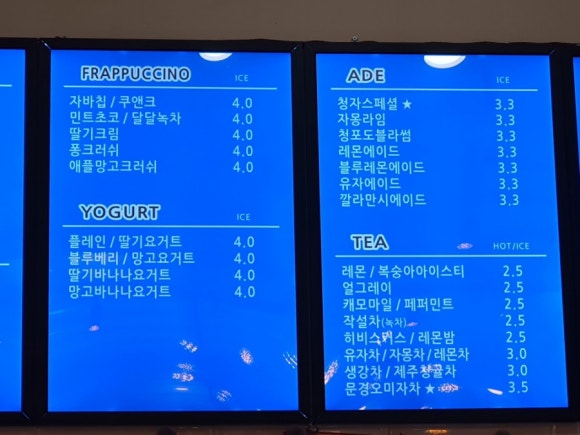 FRAPPUCCINO ICE
자바칩 / 쿠앤크 4.0
민트초코 / 달달녹차 4.0
딸기크림 4.0
퐁크러쉬 4.0
애플망고크러쉬 4.0
YOGURT ICE
플레인 / 딸기요거트 4.0
블루베리 / 망고요거트 4.0
딸기바나나요거트 4.0
망고바나나요거트 4.0
ADE ICE
청자스페셜 ★ 3.3
자몽라임 3.3
청포도블라썸 3.3
레몬에이드 3.3
블루레몬에이드 3.3
유자에이드 3.3
깔라만시에이드 3.3
TEA HOT/ICE
레몬 / 복숭아아이스티 2.5
얼그레이 2.5
캐모마일 / 페퍼민트 2.5
작설차(녹차) 2.5
히비스커스 / 레몬밤 2.5
유자차 / 자몽차 / 레몬차 3.0
생강차 / 제주청귤차 3.0
문경오미자차 ★ 3.5